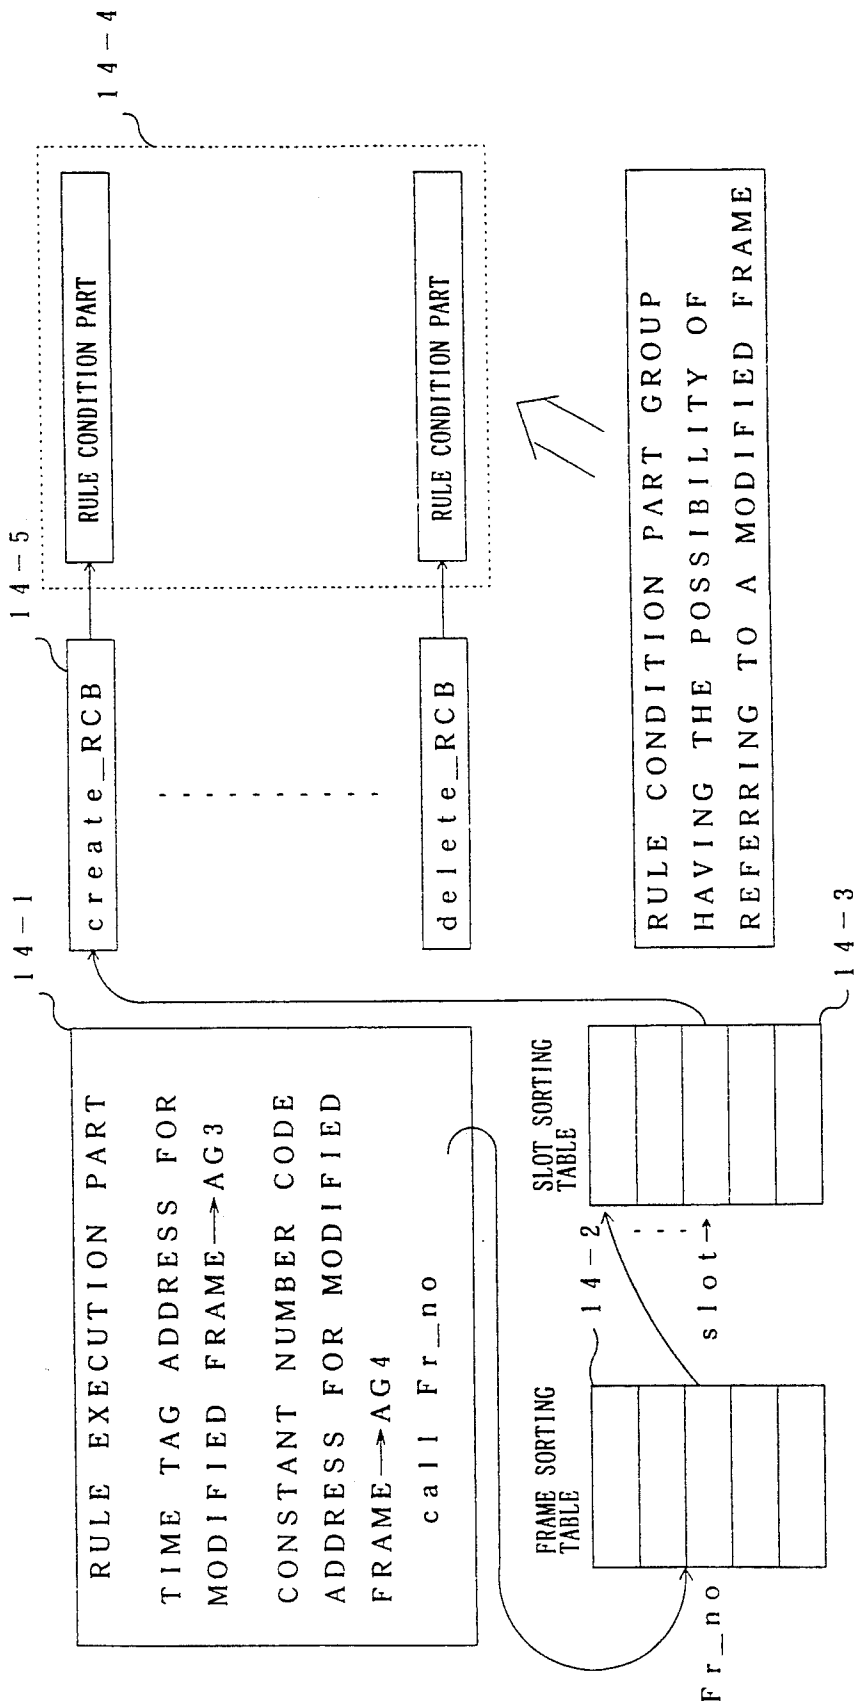 14-1
RULE EXECUTION PART
TIME TAG ADDRESS FOR
MODIFIED FRAME→AG3
CONSTANT NUMBER CODE
ADDRESS FOR MODIFIED
FRAME→AG4
call Fr_no
14-5
create_RCB
RULE CONDITION PART
14-4
delete_RCB
RULE CONDITION PART
FRAME SORTING
TABLE
14-2
Fr_no
SLOT SORTING
TABLE
slot→
14-3
RULE CONDITION PART GROUP
HAVING THE POSSIBILITY OF
REFERRING TO A MODIFIED FRAME